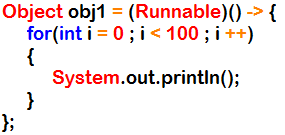 Object obj1 = (Runnable)() -> {
for(int i = 0 ; i < 100 ; i ++)
{
System.out.println();
}
};